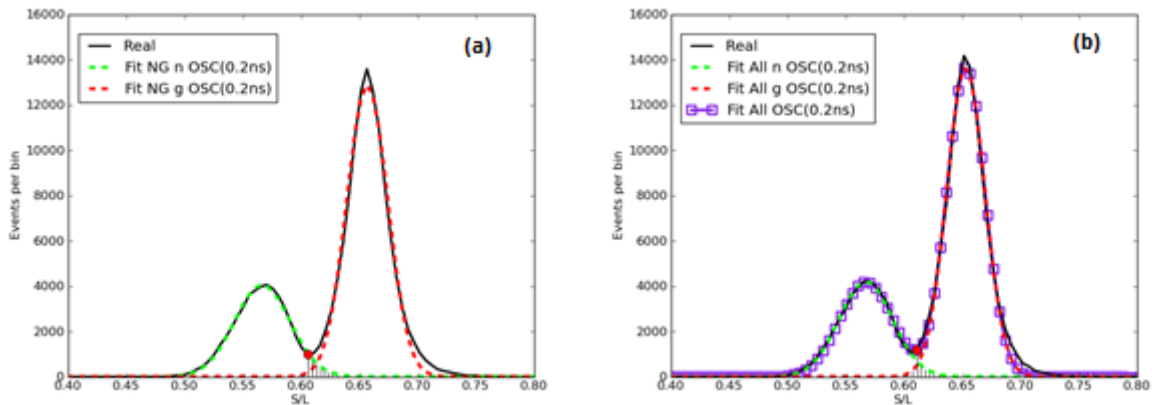 16000
14000
12000
10000
8000
6000
4000
2000
0
Events per bin
Real
Fit NG n OSC(0.2ns)
Fit NG g OSC(0.2ns)
(a)
0.40 0.45 0.50 0.55 0.60 0.65 0.70 0.75 0.80
S/L
16000
14000
12000
10000
8000
6000
4000
2000
0
Events per bin
Real
Fit All n OSC(0.2ns)
Fit All g OSC(0.2ns)
Fit All OSC(0.2ns)
(b)
0.40 0.45 0.50 0.55 0.60 0.65 0.70 0.75 0.80
S/L